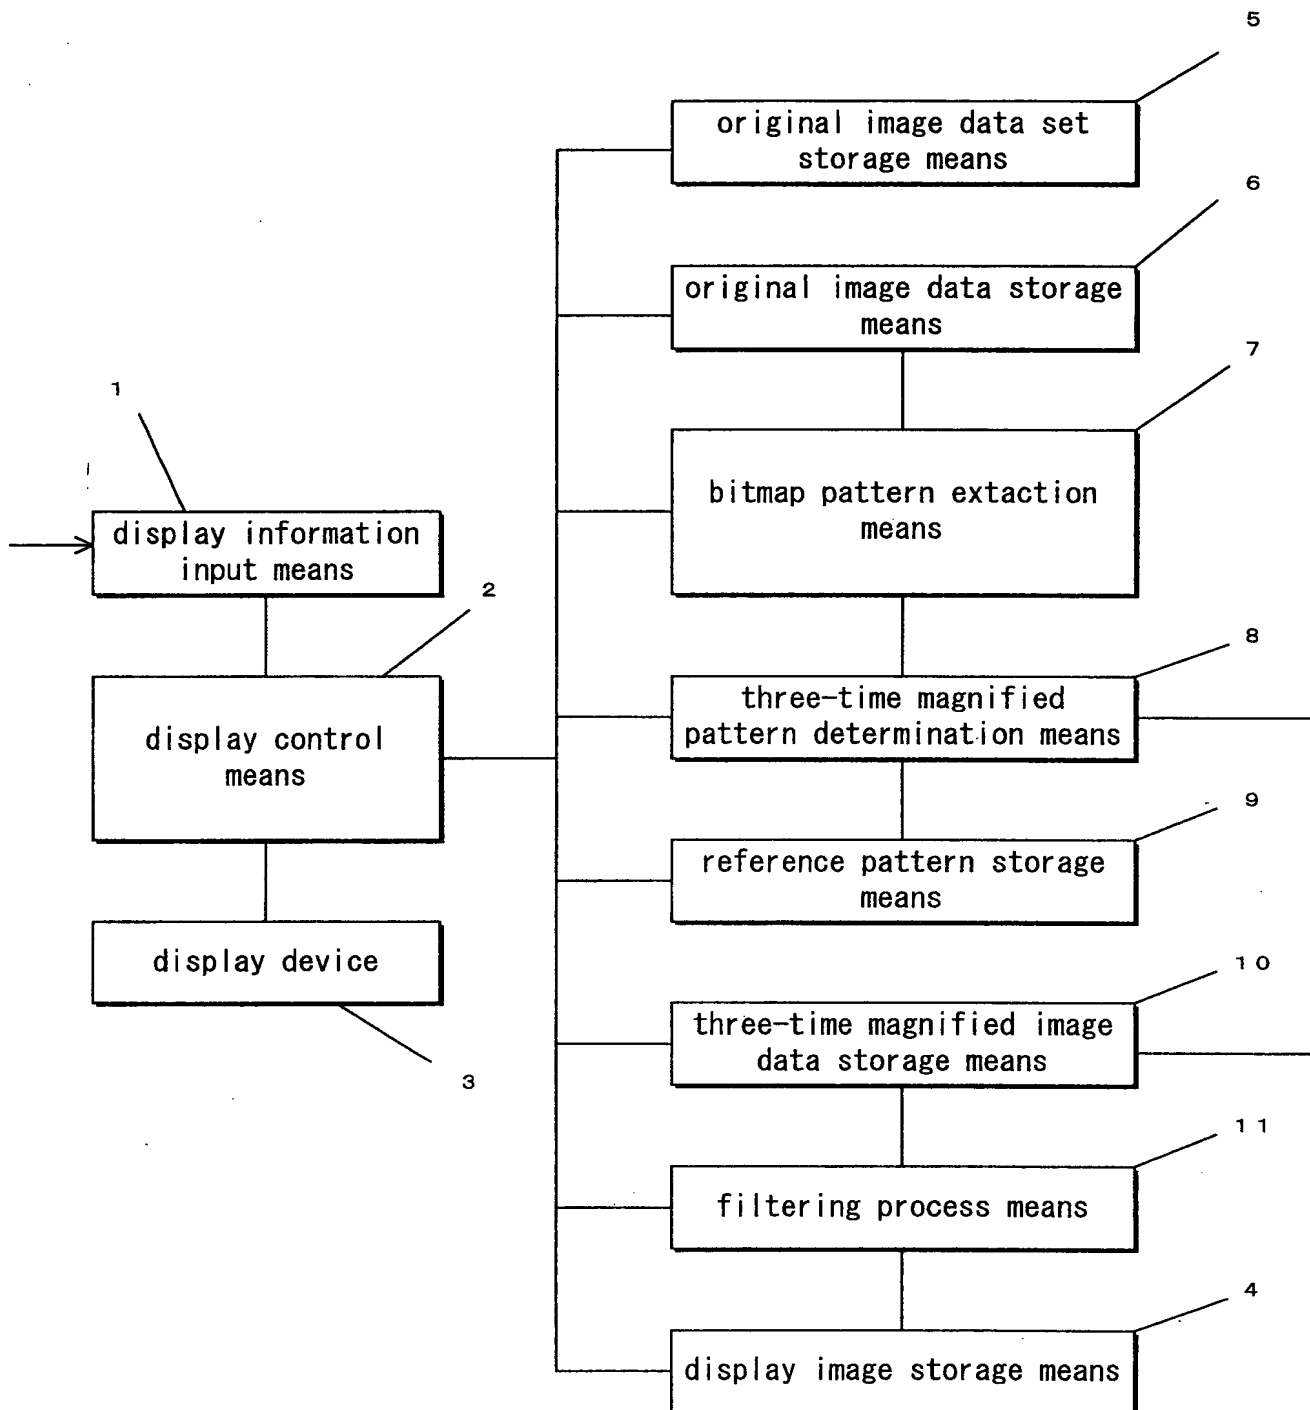 5
original image data set
storage means
6
original image data storage
means
7
bitmap pattern extaction
means
1
display information
input means
2
display control
means
display device
3
8
three-time magnified
pattern determination means
9
reference pattern storage
means
10
three-time magnified image
data storage means
11
filtering process means
4
display image storage means